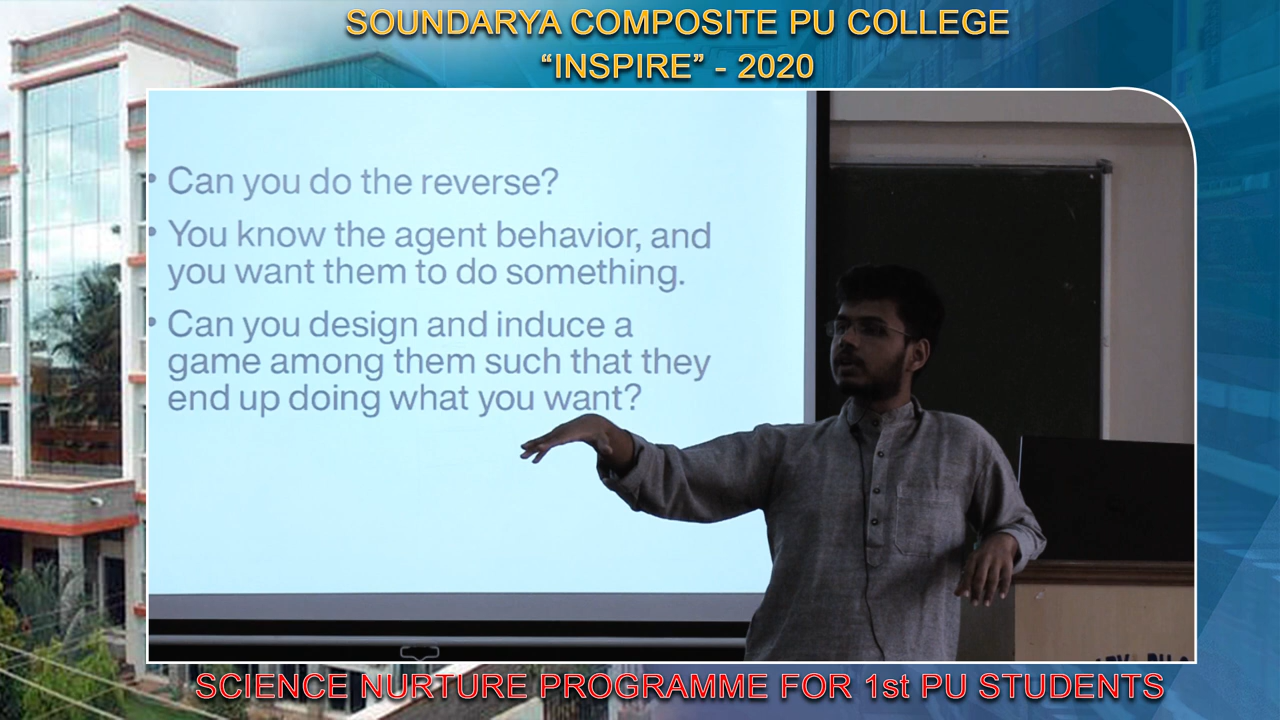 SOUNDARYA COMPOSITE PU COLLEGE
“INSPIRE” - 2020
• Can you do the reverse?
• You know the agent behavior, and
you want them to do something.
• Can you design and induce a
game among them such that they
end up doing what you want?
SCIENCE NURTURE PROGRAMME FOR 1st PU STUDENTS